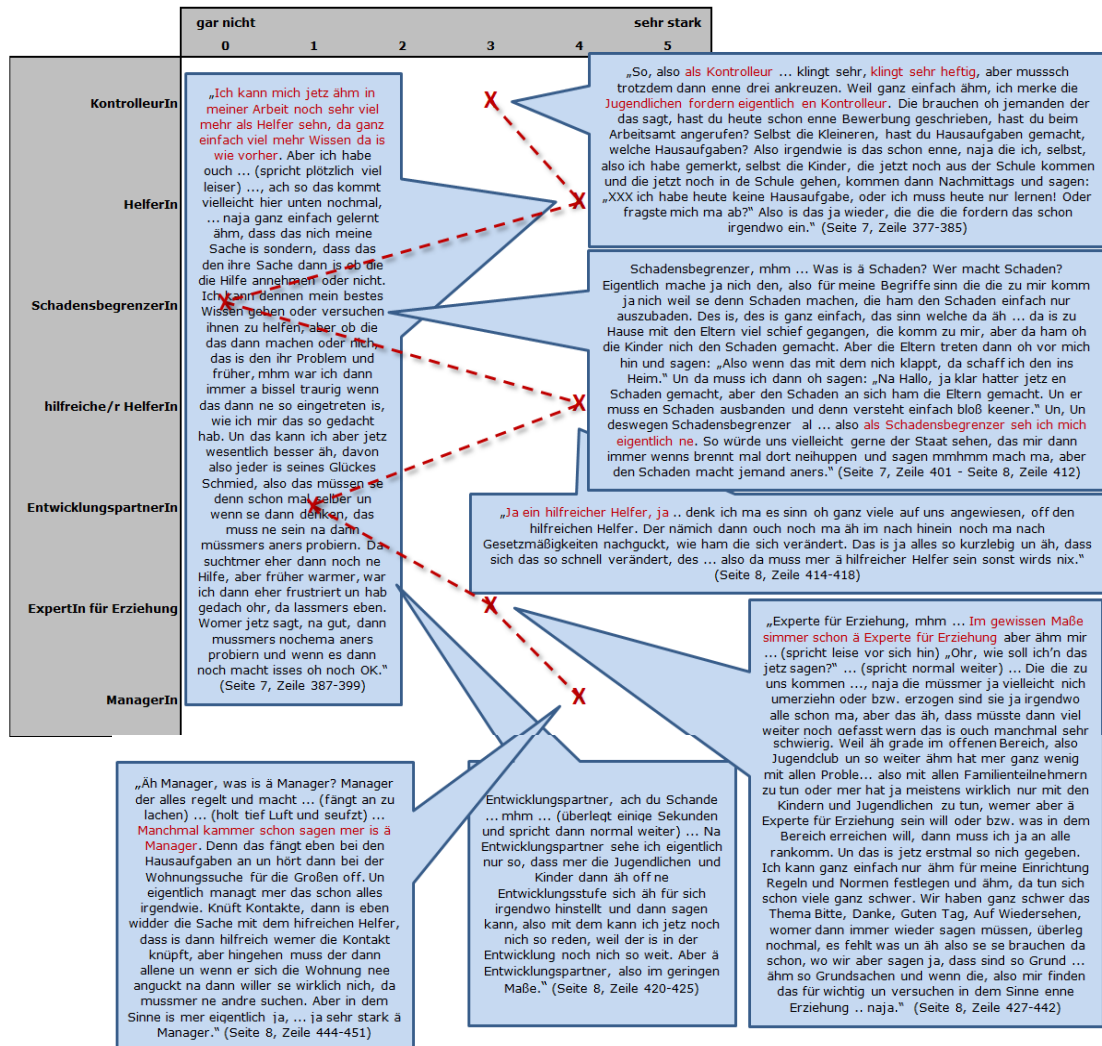 gar nicht
sehr stark
0 1 2 3 4 5
KontrolleurIn
HelferIn
SchadensbegrenzerIn
hilfreiche/r HelferIn
EntwicklungspartnerIn
ExpertIn für Erziehung
ManagerIn
X
X
X
X
X
X
X
„Ich kann mich jetz ähm in
meiner Arbeit noch sehr viel
mehr als Helfer sehn, da ganz
einfach viel mehr Wissen da is
wie vorher. Aber ich habe
ouch ... (spricht plötzlich viel
leiser) ..., ach so das kommt
vielleicht hier unten nochmal,
... naja ganz einfach gelernt
ähm, dass das nich meine
Sache is sondern, dass das
den ihre Sache dann is ob die
die Hilfe annehmen oder nicht.
Ich kann dennen mein bestes
Wissen geben oder versuchen
ihnen zu helfen, aber ob die
das dann machen oder nich,
das is den ihr Problem und
früher, mhm war ich dann
immer a bissel traurig wenn
das dann ne so eingetreten is,
wie ich mir das so gedacht
hab. Un das kann ich aber jetz
wesentlich besser äh, davon
also jeder is seines Glückes
Schmied, also das müssen se
denn schon mal selber un
wenn se dann denken, das
muss ne sein na dann
müssmers aners probiern. Da
suchtmer eher dann noch ne
Hilfe, aber früher warmer, war
ich dann eher frustriert un hab
gedach ohr, da lassmers eben.
Womer jetz sagt, na gut, dann
mussmers nochema aners
probiern und wenn es dann
noch macht isses oh noch OK.“
(Seite 7, Zeile 387-399)
„So, also als Kontrolleur ... klingt sehr, klingt sehr heftig, aber musssch
trotzdem dann enne drei ankreuzen. Weil ganz einfach ähm, ich merke die
Jugendlichen fordern eigentlich en Kontrolleur. Die brauchen oh jemanden der
das sagt, hast du heute schon enne Bewerbung geschrieben, hast du beim
Arbeitsamt angerufen? Selbst die Kleineren, hast du Hausaufgaben gemacht,
welche Hausaufgaben? Also irgendwie is das schon enne, naja die ich, selbst,
also ich habe gemerkt, selbst die Kinder, die jetzt noch aus der Schule kommen
und die jetzt noch in de Schule gehen, kommen dann Nachmittags und sagen:
„XXX ich habe heute keine Hausaufgabe, oder ich muss heute nur lernen! Oder
fragste mich ma ab?“ Also is das ja wieder, die die die fordern das schon
irgendwo ein.“ (Seite 7, Zeile 377-385)
Schadensbegrenzer, mhm ... Was is ä Schaden? Wer macht Schaden?
Eigentlich mache ja nich den, also für meine Begriffe sinn die die zu mir komm
ja nich weil se denn Schaden machen, die ham den Schaden einfach nur
auszubaden. Des is, des is ganz einfach, das sinn welche da äh ... da is zu
Hause mit den Eltern viel schief gegangen, die komm zu mir, aber da ham oh
die Kinder nich den Schaden gemacht. Aber die Eltern treten dann oh vor mich
hin und sagen: „Also wenn das mit dem nich klappt, da schaff ich den ins
Heim.“ Un da muss ich dann oh sagen: „Na Hallo, ja klar hatter jetz en
Schaden gemacht, aber den Schaden an sich ham die Eltern gemacht. Un er
muss en Schaden ausbanden und denn versteht einfach bloß keener.“ Un, Un
deswegen Schadensbegrenzer al ... also als Schadensbegrenzer seh ich mich
eigentlich ne. So würde uns vielleicht gerne der Staat sehen, das mir dann
immer wenns brennt mal dort neihuppen und sagen mmhmm mach ma, aber
den Schaden macht jemand aners.“ (Seite 7, Zeile 401 - Seite 8, Zeile 412)
„Ja ein hilfreicher Helfer, ja .. denk ich ma es sinn oh ganz viele auf uns angewiesen, off den
hilfreichen Helfer. Der nämich dann ouch noch ma äh im nach hinein noch ma nach
Gesetzmäßigkeiten nachguckt, wie ham die sich verändert. Das is ja alles so kurzlebig un äh, dass
sich das so schnell verändert, des ... also da muss mer ä hilfreicher Helfer sein sonst wirds nix.“
(Seite 8, Zeile 414-418)
„Experte für Erziehung, mhm ... Im gewissen Maße
simmer schon ä Experte für Erziehung aber ähm mir
... (spricht leise vor sich hin) „Ohr, wie soll ich’n das
jetz sagen?“ ... (spricht normal weiter) ... Die die zu
uns kommen ..., naja die müssmer ja vielleicht nich
umerziehn oder bzw. erzogen sind sie ja irgendwo
alle schon ma, aber das äh, dass müsste dann viel
weiter noch gefasst wern das is ouch manchmal sehr
schwierig. Weil äh grade im offenen Bereich, also
Jugendclub un so weiter ähm hat mer ganz wenig
mit allen Proble... also mit allen Familienteilnehmern
zu tun oder mer hat ja meistens wirklich nur mit den
Kindern und Jugendlichen zu tun, wemer aber ä
Experte für Erziehung sein will oder bzw. was in dem
Bereich erreichen will, dann muss ich ja an alle
rankomm. Un das is jetz erstmal so nich gegeben.
Ich kann ganz einfach nur ähm für meine Einrichtung
Regeln und Normen festlegen und ähm, da tun sich
schon viele ganz schwer. Wir haben ganz schwer das
Thema Bitte, Danke, Guten Tag, Auf Wiedersehen,
womer dann immer wieder sagen müssen, überleg
nochmal, es fehlt was un äh also se se brauchen da
schon, wo wir aber sagen ja, dass sind so Grund ...
ähm so Grundsachen und wenn die, also mir finden
das für wichtig un versuchen in dem Sinne enne
Erziehung .. naja.“ (Seite 8, Zeile 427-442)
„Äh Manager, was is ä Manager? Manager
der alles regelt und macht ... (fängt an zu
lachen) ... (holt tief Luft und seufzt) ...
Manchmal kammer schon sagen mer is ä
Manager. Denn das fängt eben bei den
Hausaufgaben an un hört dann bei der
Wohnungssuche für die Großen off. Un
eigentlich managt mer das schon alles
irgendwie. Knüft Kontakte, dann is eben
widder die Sache mit dem hifreichen Helfer,
dass is dann hilfreich wemer die Kontakt
knüpft, aber hingehen muss der dann
allene un wenn er sich die Wohnung nee
anguckt na dann willer se wirklich nich, da
mussmer ne andre suchen. Aber in dem
Sinne is mer eigentlich ja, ... ja sehr stark ä
Manager.“ (Seite 8, Zeile 444-451)
Entwicklungspartner, ach du Schande
... mhm ... (überlegt einige Sekunden
und spricht dann normal weiter) ... Na
Entwicklungspartner sehe ich eigentlich
nur so, dass mer die Jugendlichen und
Kinder dann äh off ne
Entwicklungsstufe sich äh für sich
irgendwo hinstellt und dann sagen
kann, also mit dem kann ich jetz noch
nich so reden, weil der is in der
Entwicklung noch nich so weit. Aber ä
Entwicklungspartner, also im geringen
Maße.“ (Seite 8, Zeile 420-425)